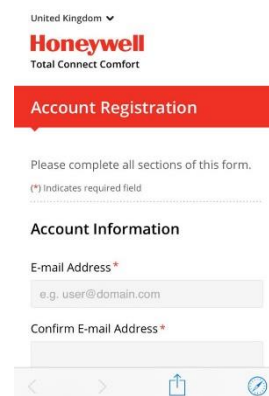 United Kingdom
Honeywell
Total Connect Comfort
Account Registration
Please complete all sections of this form.
(*) Indicates required field
Account Information
E-mail Address*
e.g. user@domain.com
Confirm E-mail Address*